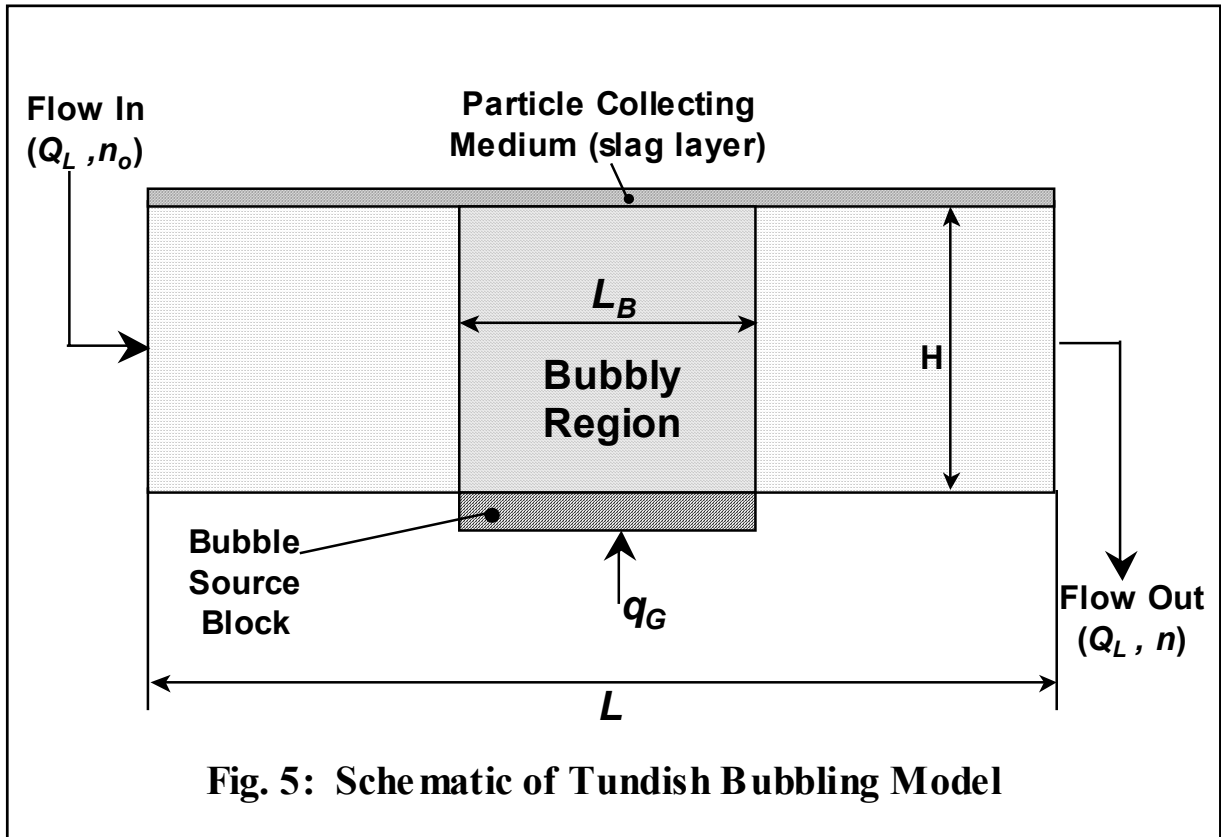 Flow In
(Q_L ,n_o)
Particle Collecting
Medium (slag layer)
L_B
Bubbly
Region
H
Bubble
Source
Block
q_G
Flow Out
(Q_L , n)
L
Fig. 5: Schematic of Tundish Bubbling Model